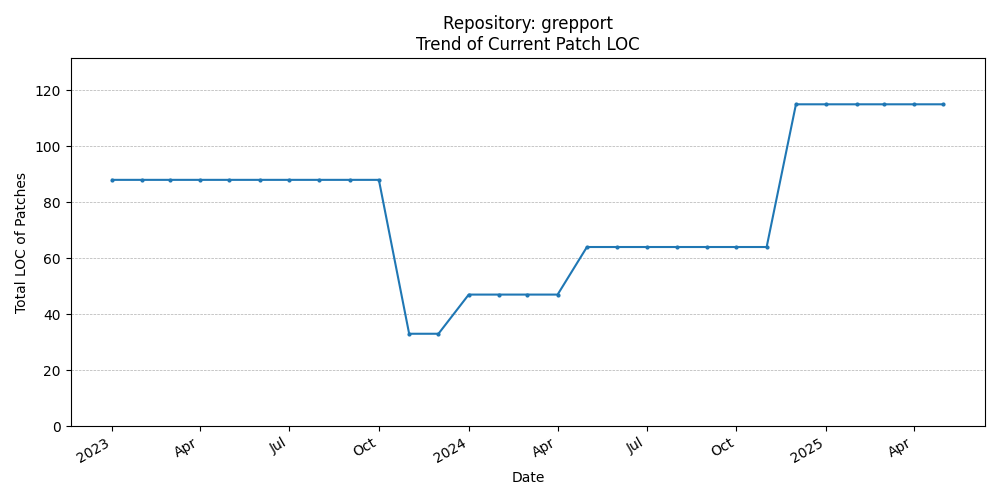 Repository: grepport
Trend of Current Patch LOC
Total LOC of Patches
120
100
80
60
40
20
0
2023
Apr
Jul
Oct
2024
Apr
Jul
Oct
2025
Apr
Date